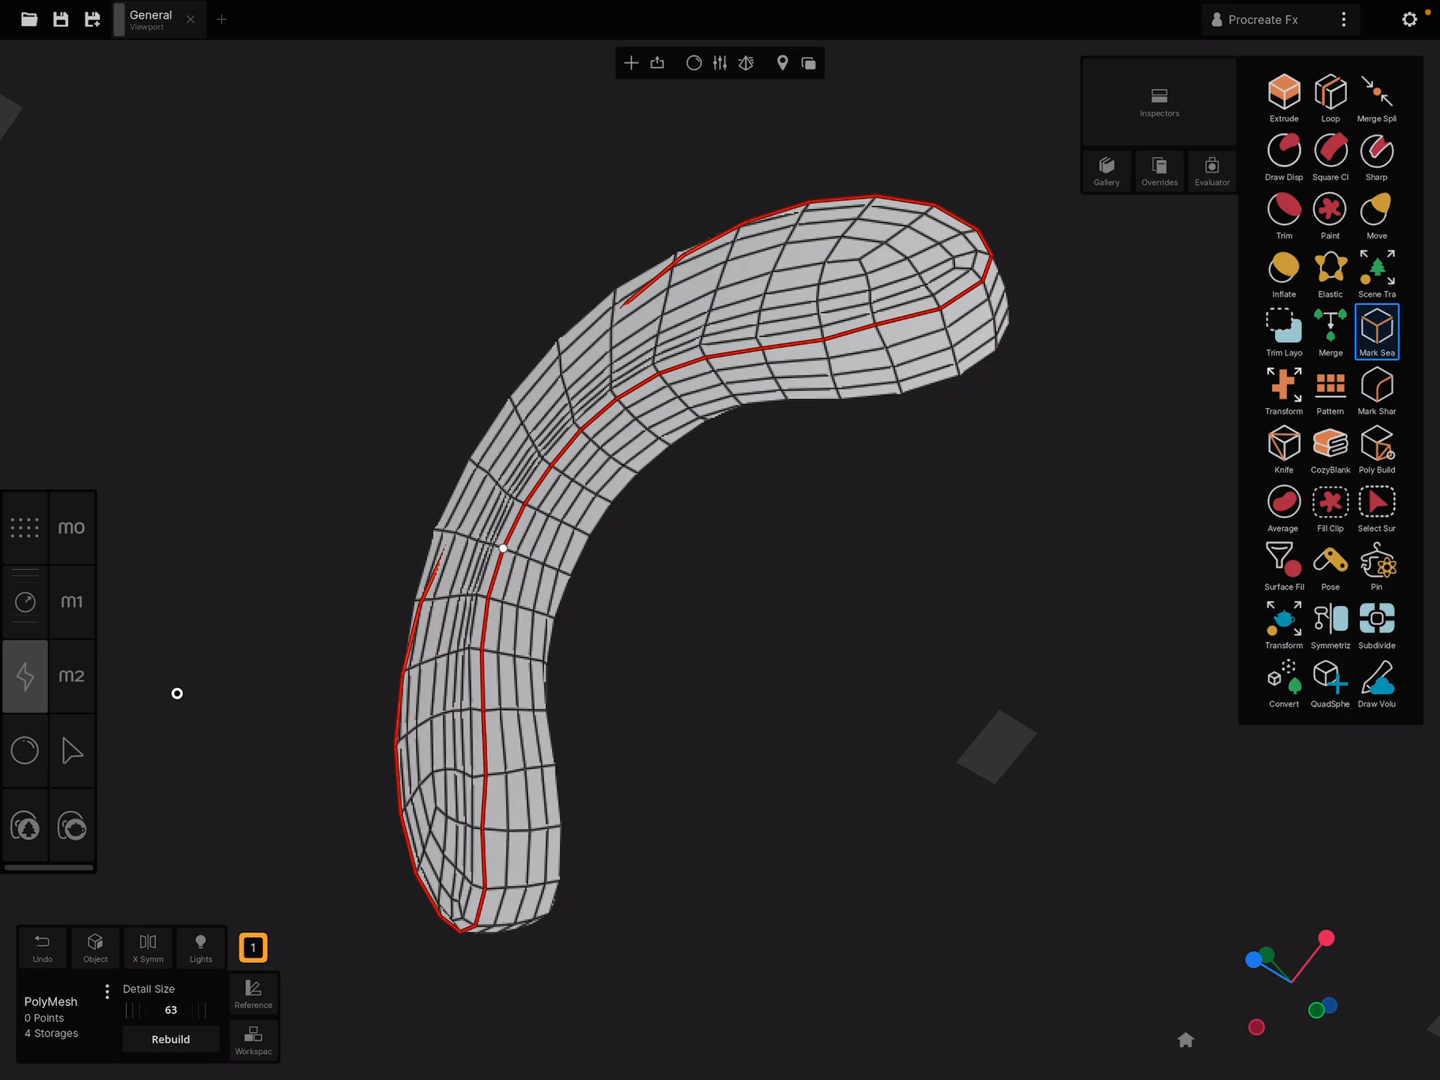 General
Viewport
Procreate Fx
Inspectors
Gallery
Overrides
Evaluator
Extrude
Loop
Merge Spli
Draw Disp
Square Cl
Sharp
Trim
Paint
Move
Inflate
Elastic
Scene Tra
Trim Layo
Merge
Mark Sea
Transform
Pattern
Mark Shar
Knife
CozyBlank
Poly Build
Average
Fill Clip
Select Sur
Surface Fil
Pose
Pin
Transform
Symmetriz
Subdivide
Convert
QuadSphe
Draw Volu
m0
m1
m2
Undo
Object
X Symm
Lights
1
PolyMesh
0 Points
4 Storages
Detail Size
63
Rebuild
Reference
Workspac